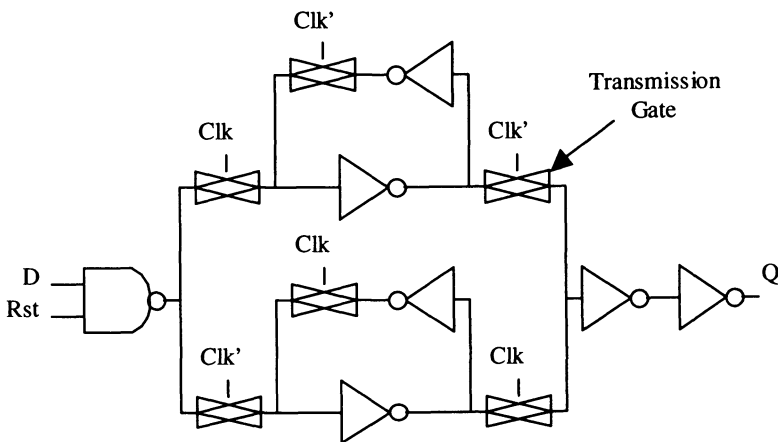 Clk’
Transmission
Gate
Clk
Clk’
Clk
D
Rst
Q
Clk’
Clk